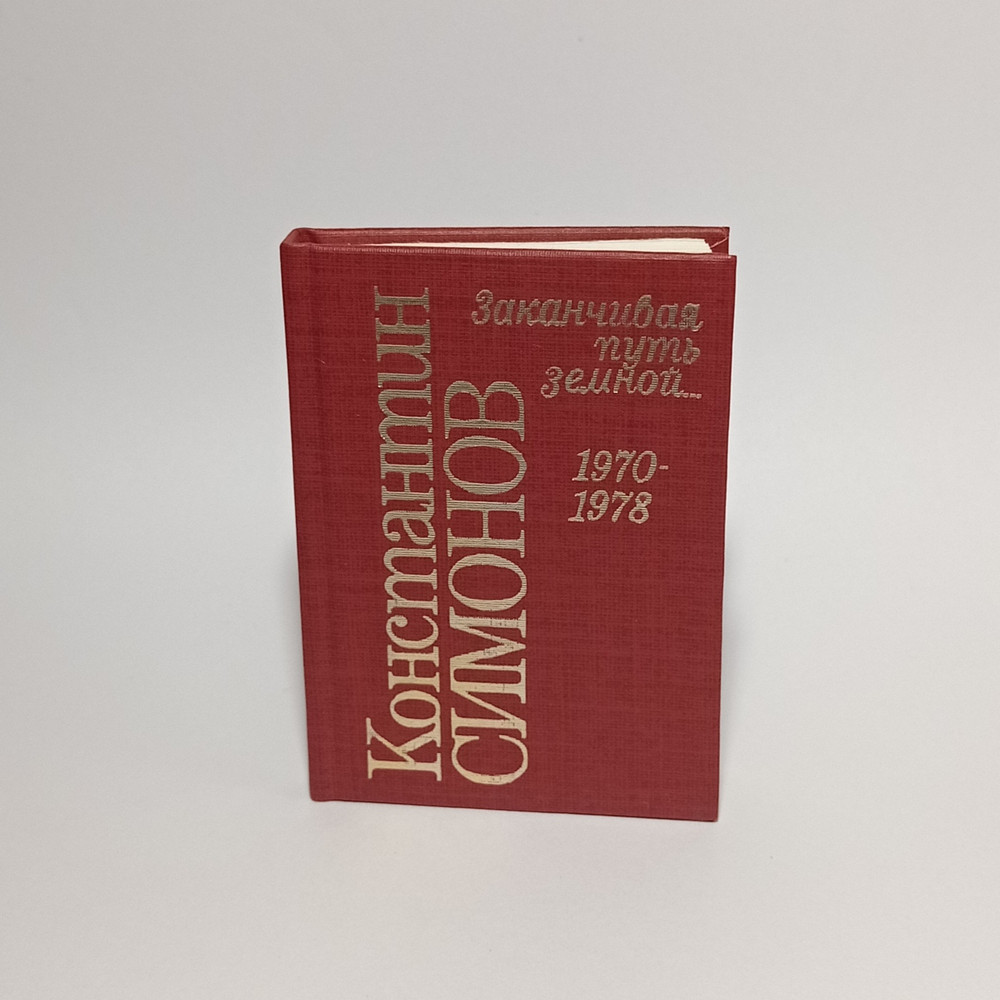 Константин
СИМОНОВ
Заканчивая
путь
земной...
1970-
1978